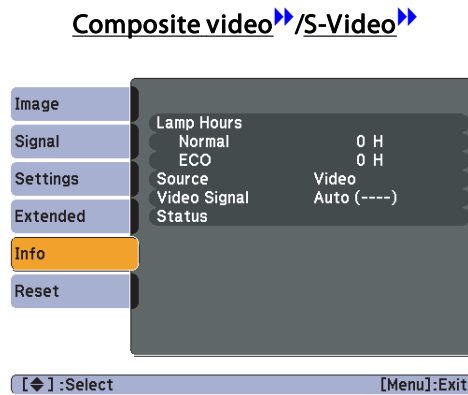 Composite video/S-Video
Image
Signal
Settings
Extended
Info
Reset
Lamp Hours
Normal 0 H
ECO 0 H
Source Video
Video Signal Auto (----)
Status
[◆] :Select [Menu]:Exit